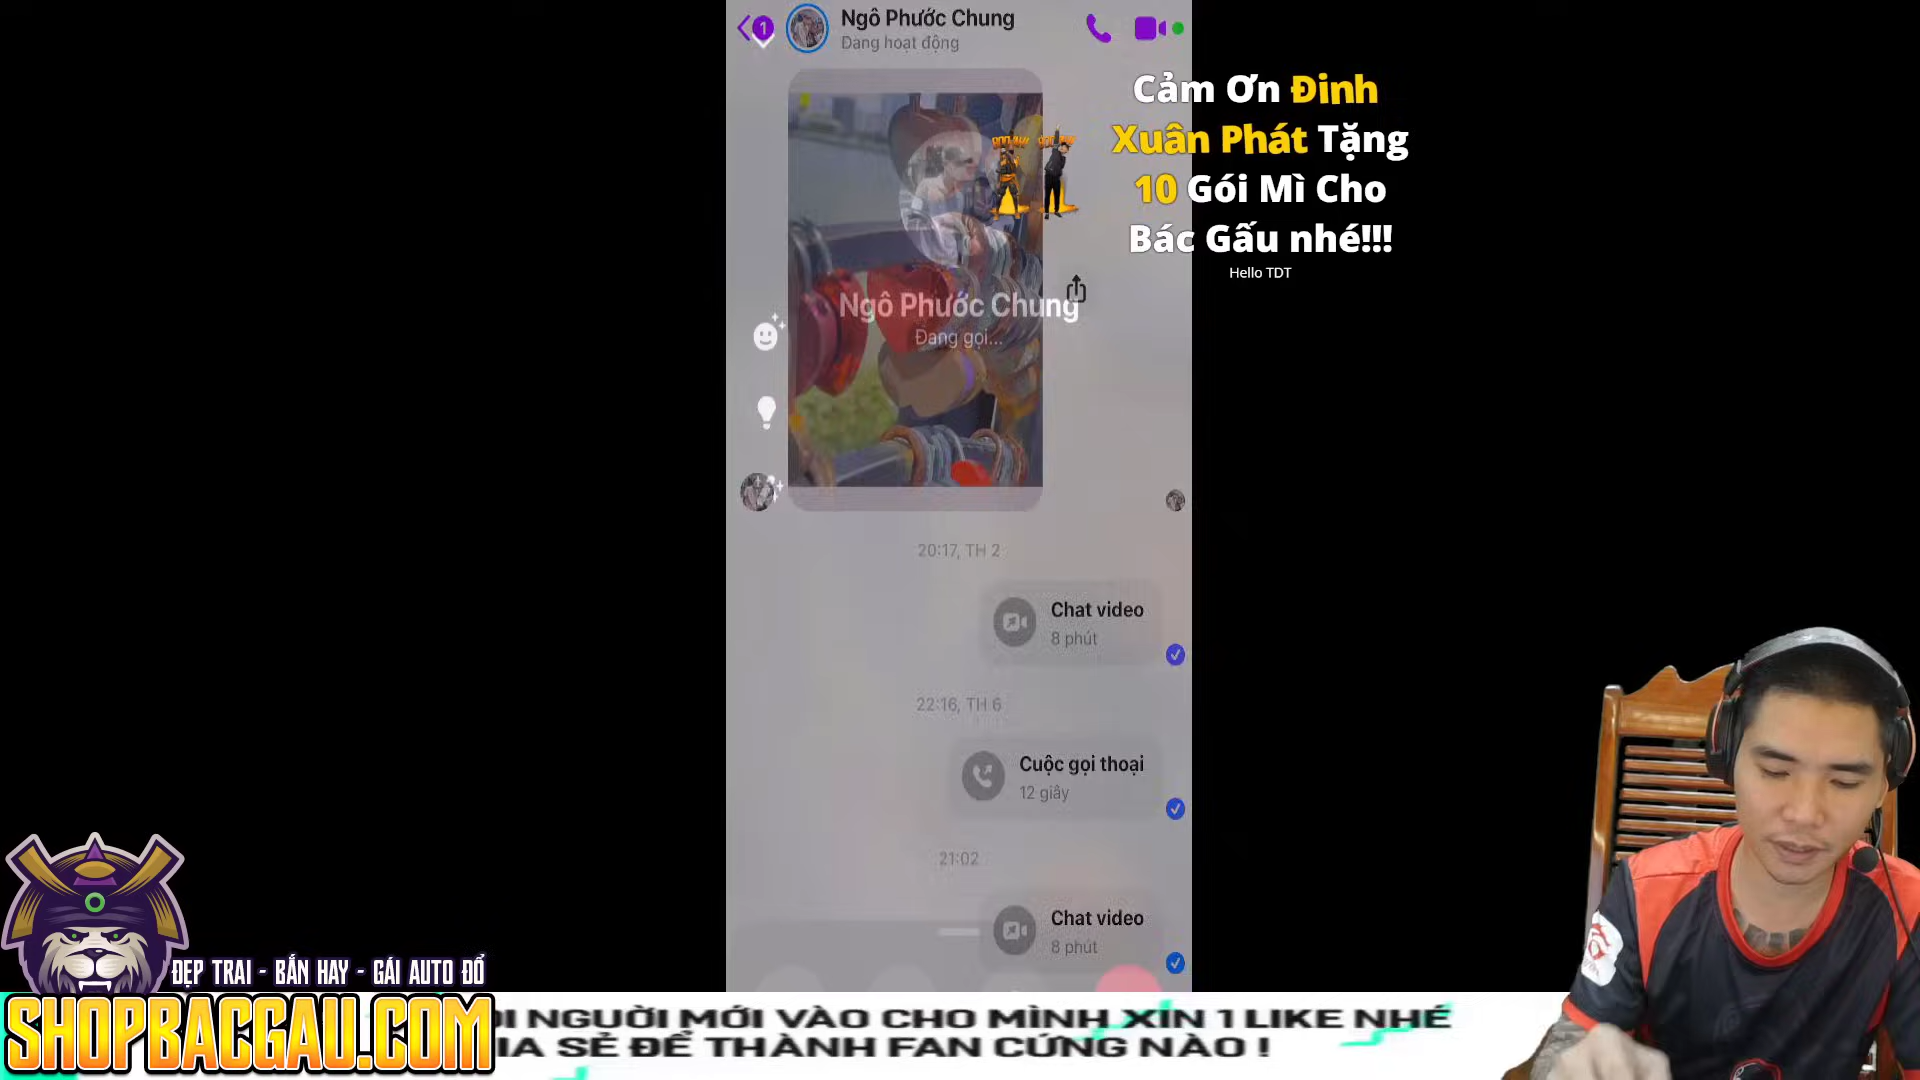 1
Ngô Phước Chung
Đang hoạt động
Cảm Ơn Đinh
Xuân Phát Tặng
10 Gói Mì Cho
Bác Gấu nhé!!!
Hello TDT
Ngô Phước Chung
Đang gọi...
20:17, TH 2
Chat video
8 phút
22:16, TH 6
Cuộc gọi thoại
12 giây
21:02
Chat video
8 phút
ĐẸP TRAI - BẮN HAY - GÁI AUTO ĐỔ
SHOPBACGAU.COM
NGƯỜI MỚI VÀO CHO MÌNH XIN 1 LIKE NHÉ
SẺ ĐỂ THÀNH FAN CỨNG NÀO !